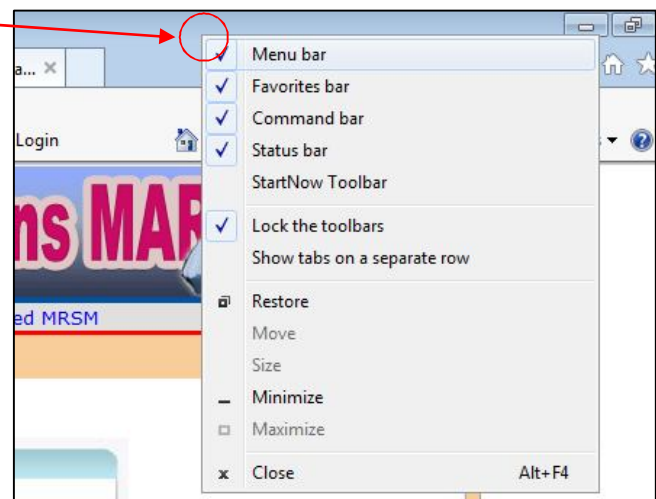 a...
Menu bar
Favorites bar
Login
Command bar
Status bar
StartNow Toolbar
ns MAR
Lock the toolbars
Show tabs on a separate row
ed MRSM
Restore
Move
Size
Minimize
Maximize
Close Alt+F4